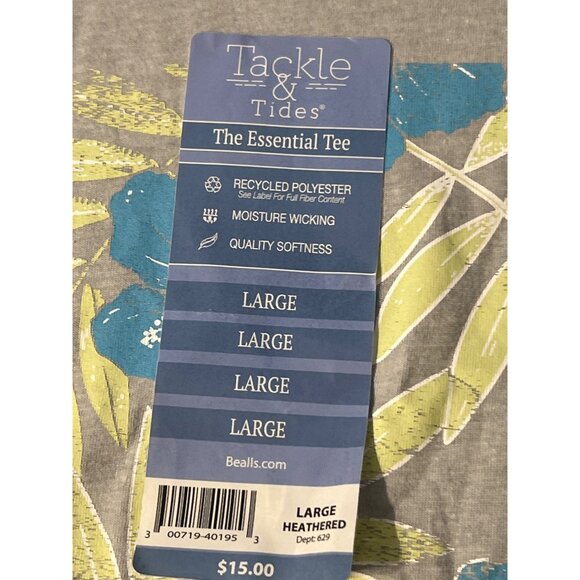 Tackle
&
Tides®
The Essential Tee
RECYCLED POLYESTER
See Label For Full Fiber Content
MOISTURE WICKING
QUALITY SOFTNESS
LARGE
LARGE
LARGE
LARGE
Bealls.com
LARGE
HEATHERED
Dept: 629
3 00719-40195 3
$15.00